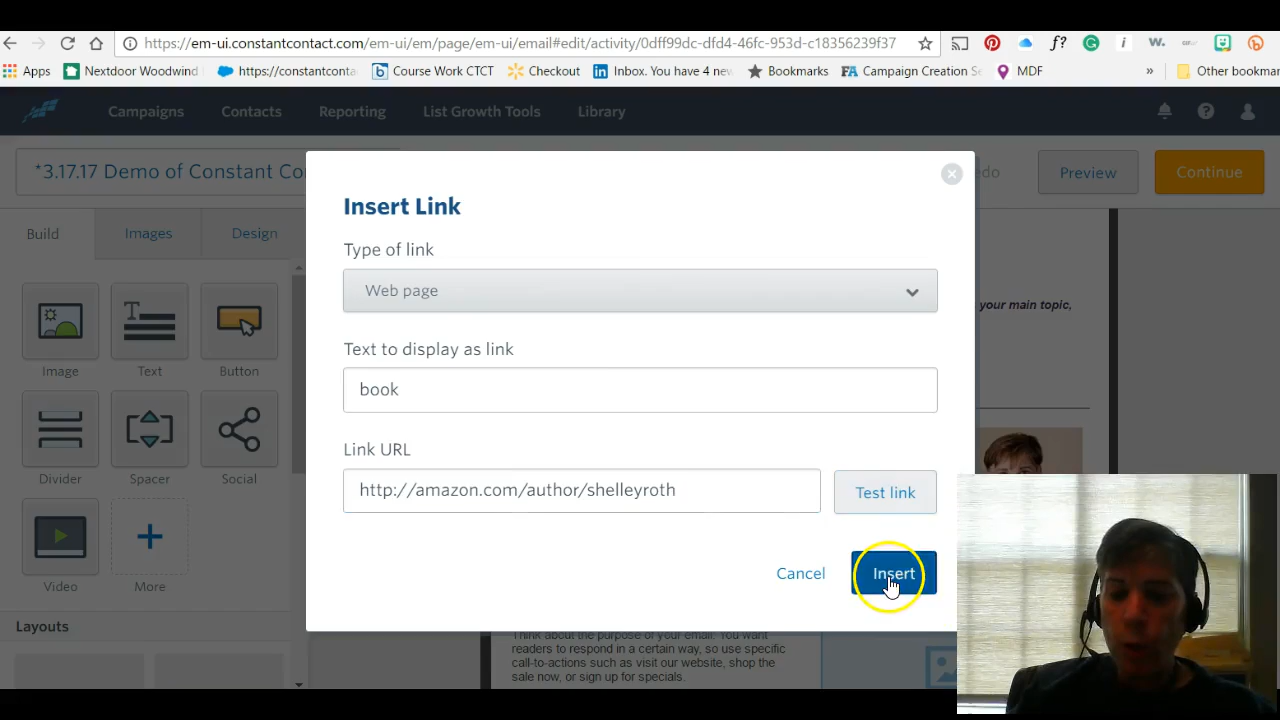 https://em-ui.constantcontact.com/em-ui/em/page/em-ui/email#edit/activity/0dff99dc-dfd4-46fc-953d-c18356239f37
Apps Nextdoor Woodwind https://constantconta Course Work CTCT Checkout Inbox. You have 4 new Bookmarks Campaign Creation Se MDF » Other bookmar
Campaigns Contacts Reporting List Growth Tools Library
*3.17.17 Demo of Constant Co
do Preview Continue
Build Images Design
Insert Link
Type of link
Web page
your main topic,
Text to display as link
book
Image Text Button
Link URL
http://amazon.com/author/shelleyroth Test link
Divider Spacer Social
Cancel Insert
Video More
Layouts
Think about the purpose of your email. You want
readers to respond in a certain way, so use specific
call-to-actions such as visit our website, shop the
sale now, or sign up for specials.